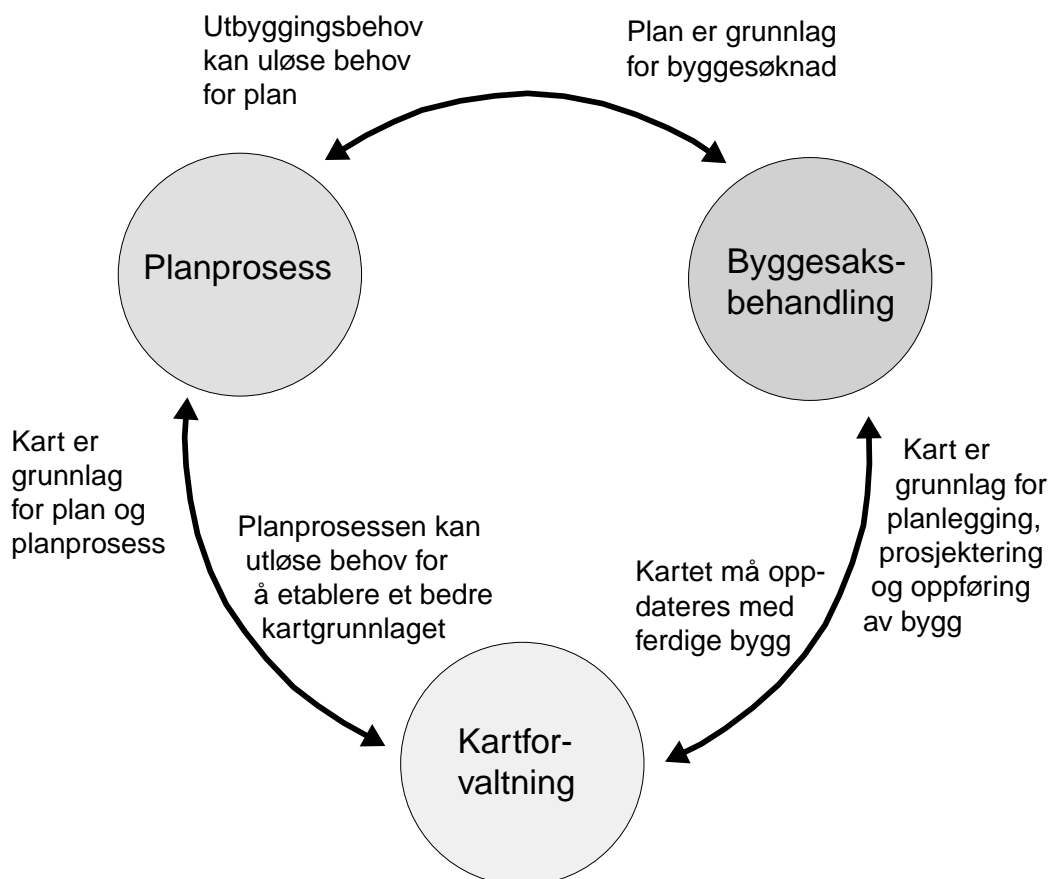 Utbyggingsbehov
kan uløse behov
for plan
Plan er grunnlag
for byggesøknad
Planprosess
Byggesaks-
behandling
Kart er
grunnlag
for plan og
planprosess
Planprosessen kan
utløse behov for
å etablere et bedre
kartgrunnlaget
Kartet må opp-
dateres med
ferdige bygg
Kart er
grunnlag for
planlegging,
prosjektering
og oppføring
av bygg
Kartfor-
valtning